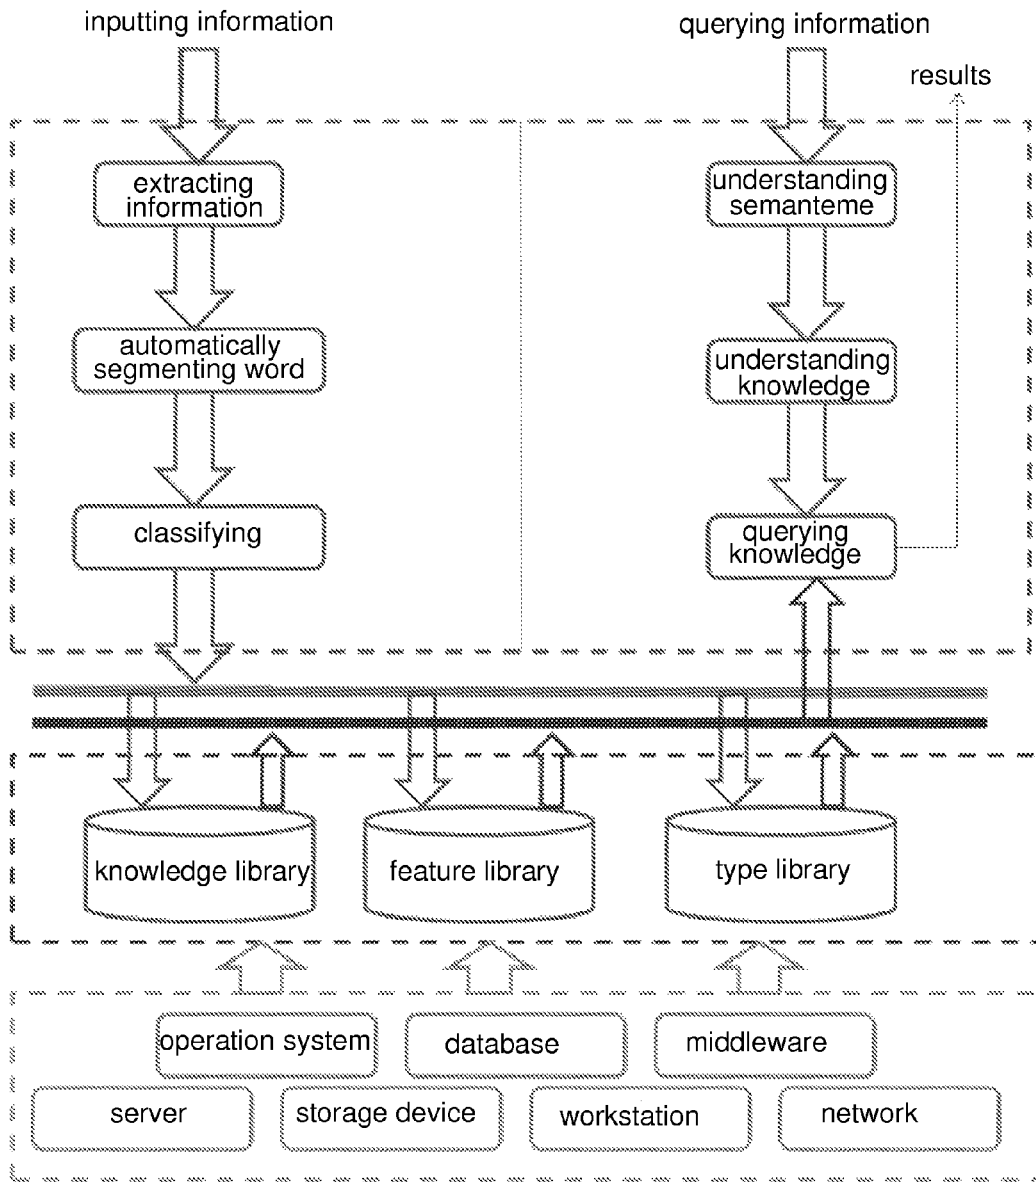 inputting information
querying information
results
extracting
information
understanding
semanteme
automatically
segmenting word
understanding
knowledge
classifying
querying
knowledge
knowledge library
feature library
type library
operation system
database
middleware
server
storage device
workstation
network